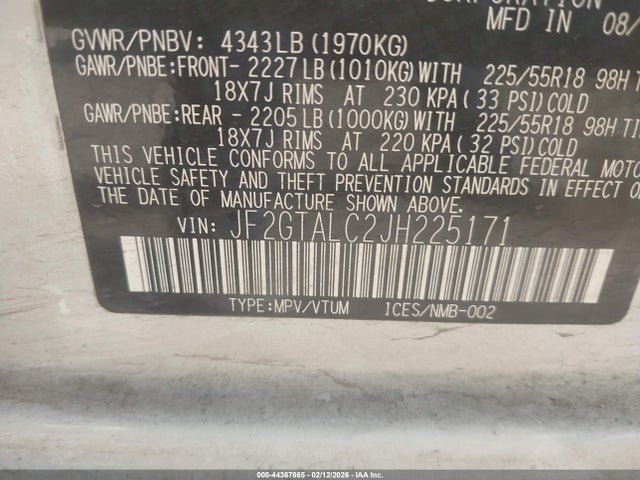 CORPORATION
MFD IN 08/
GVWR/PNBV: 4343LB(1970KG)
GAWR/PNBE:FRONT- 2227LB(1010KG)WITH 225/55R18 98H T
18X7J RIMS AT 230 KPA(33 PSI)COLD
GAWR/PNBE:REAR - 2205LB(1000KG)WITH 225/55R18 98H TI
18X7J RIMS AT 220 KPA(32 PSI)COLD
THIS VEHICLE CONFORMS TO ALL APPLICABLE FEDERAL MOTO
VEHICLE SAFETY AND THEFT PREVENTION STANDARDS IN EFFECT O
THE DATE OF MANUFACTURE SHOWN ABOVE.
VIN: JF2GTALC2JH225171
TYPE:MPV/VTUM ICES/NMB-002
000-44367865 - 02/12/2026 - IAA Inc.